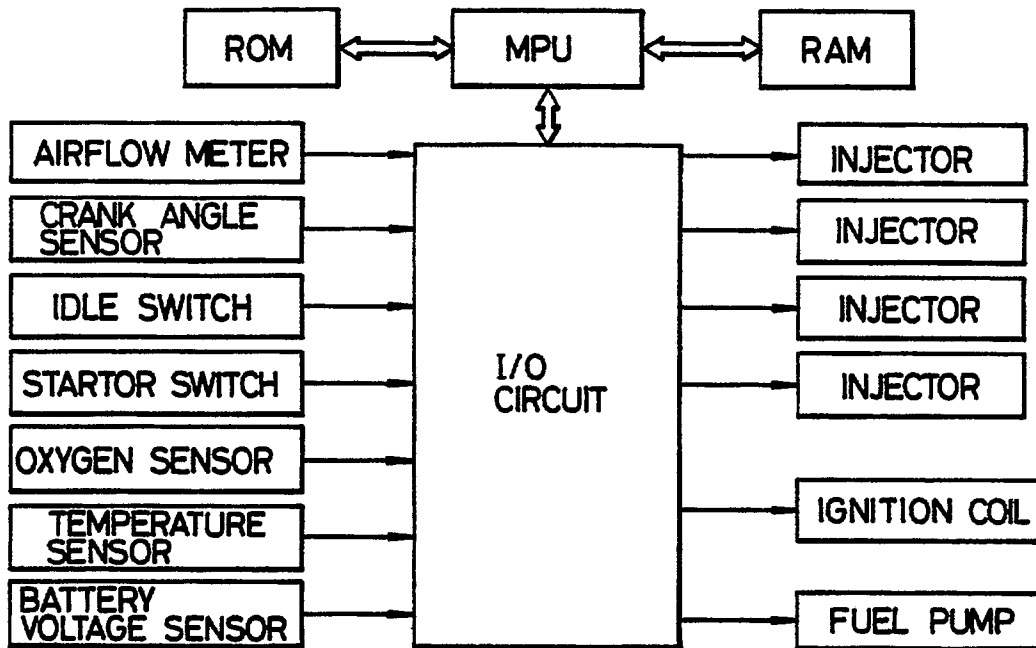 ROM
MPU
RAM
AIRFLOW METER
CRANK ANGLE
SENSOR
IDLE SWITCH
STARTOR SWITCH
OXYGEN SENSOR
TEMPERATURE
SENSOR
BATTERY
VOLTAGE SENSOR
I/O
CIRCUIT
INJECTOR
INJECTOR
INJECTOR
INJECTOR
IGNITION COIL
FUEL PUMP